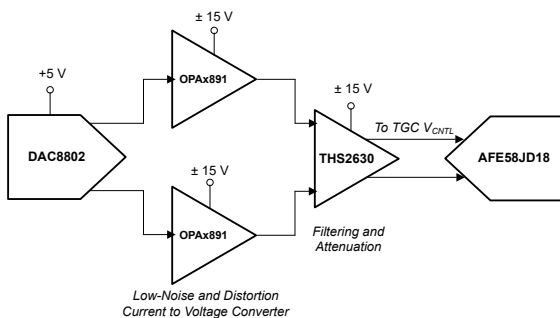 ± 15 V
+5 V
OPAx891
± 15 V
To TGC VCNTL
DAC8802
THS2630
AFE58JD18
± 15 V
OPAx891
Filtering and
Attenuation
Low-Noise and Distortion
Current to Voltage Converter